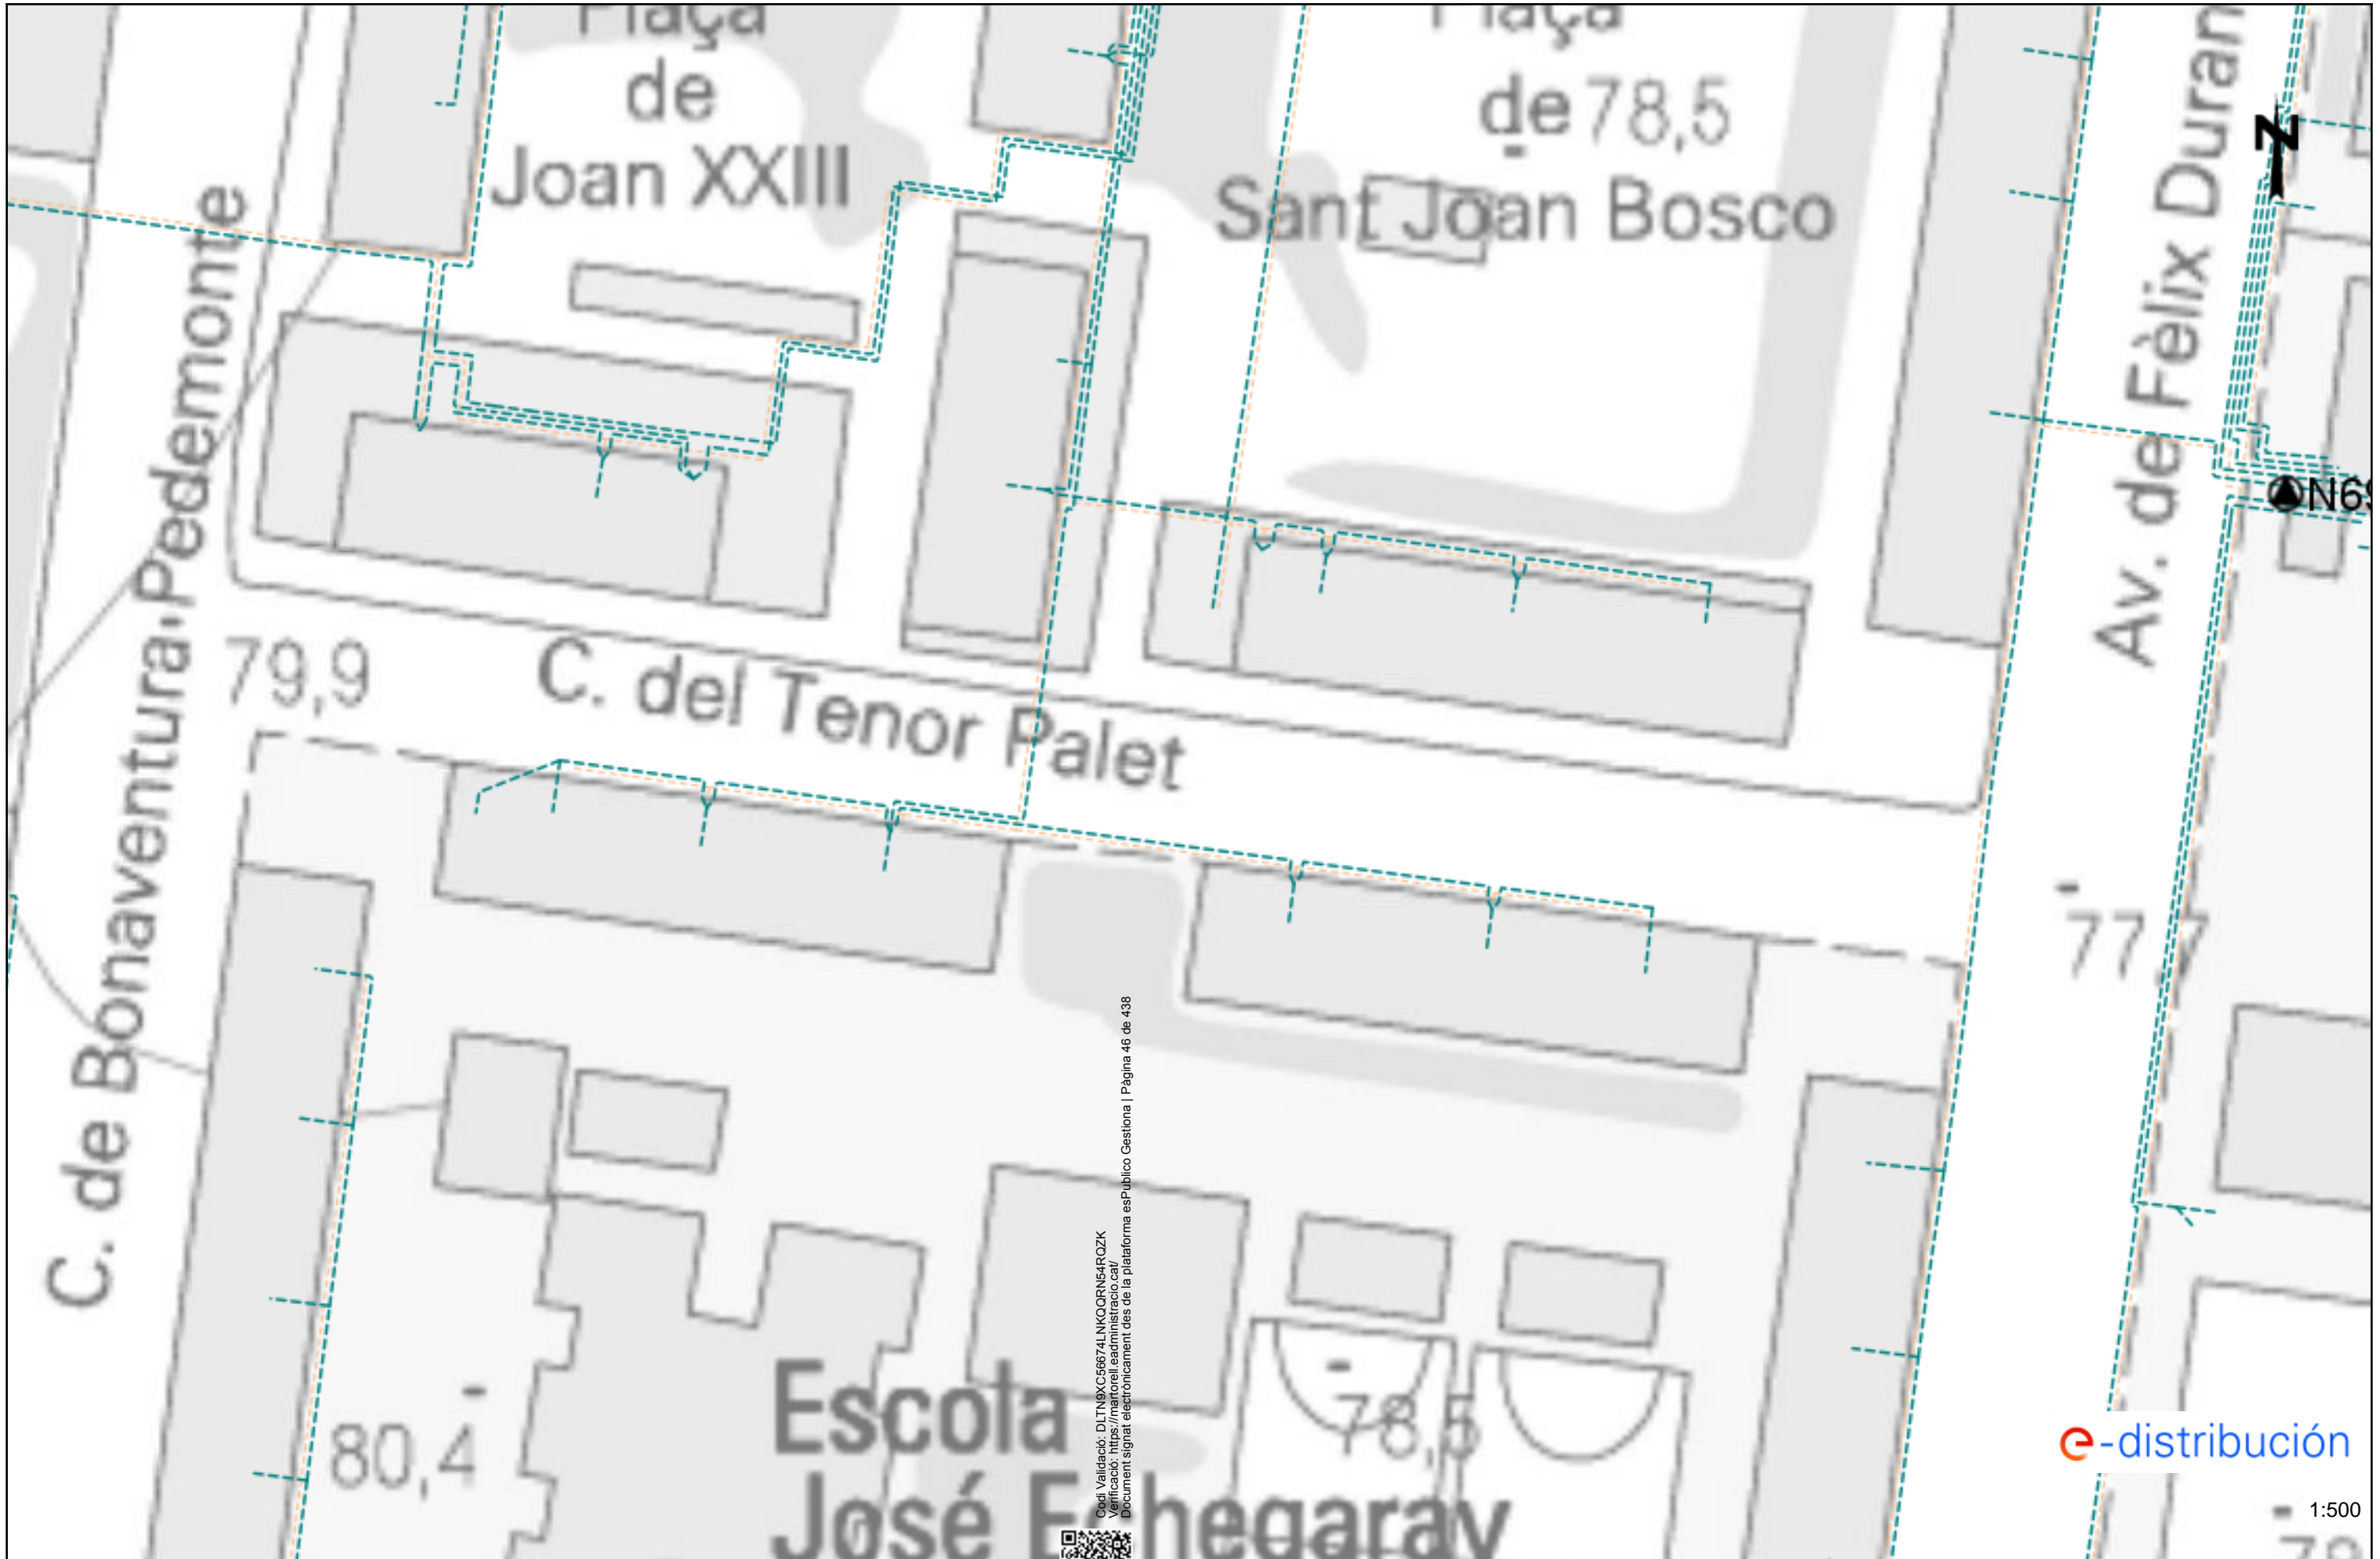 Plaça
de
Joan XXIII
Plaça
de 78,5
Sant Joan Bosco
Av. de Fèlix Duran
N
C. de Bonaventura Pedemonte
79,9
C. del Tenor Palet
77,7
80,4
Escola
José Echegaray
78,5
Codi Validació: DLTN9XC56674LNKQQRN54RQZK
Verificació: https://martorell.eadministracio.cat/
Document signat electrònicament des de la plataforma esPublico Gestiona | Pàgina 46 de 438
e-distribución
1:500